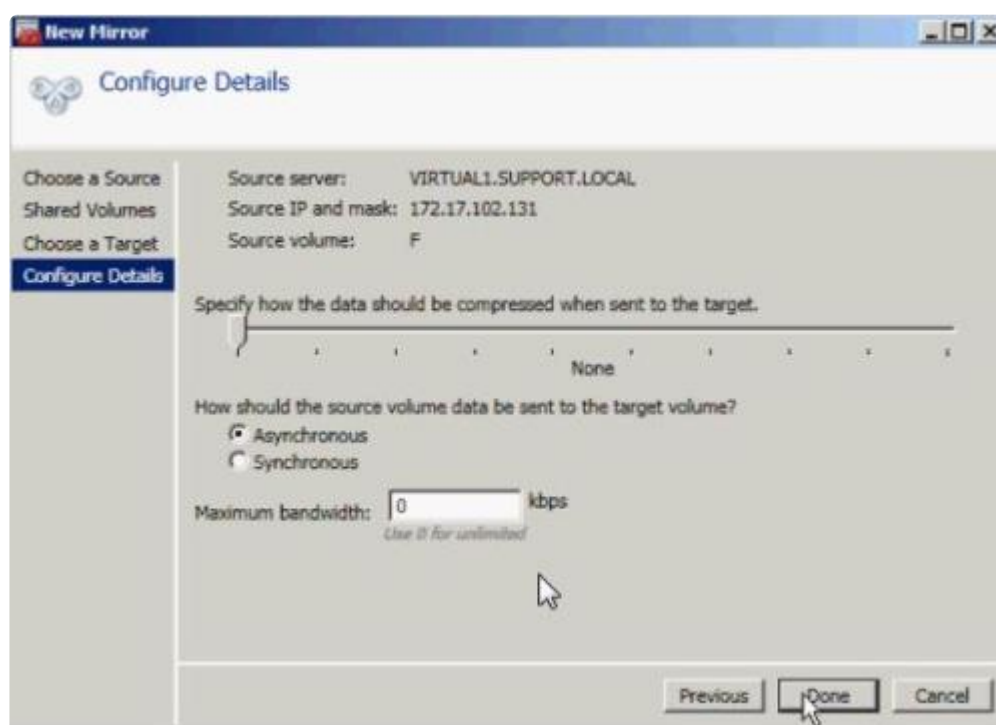 New Mirror
Configure Details
Choose a Source
Shared Volumes
Choose a Target
Configure Details
Source server: VIRTUAL1.SUPPORT.LOCAL
Source IP and mask: 172.17.102.131
Source volume: F
Specify how the data should be compressed when sent to the target.
None
How should the source volume data be sent to the target volume?
Asynchronous
Synchronous
Maximum bandwidth: 0 kbps
Use 0 for unlimited
Previous Done Cancel